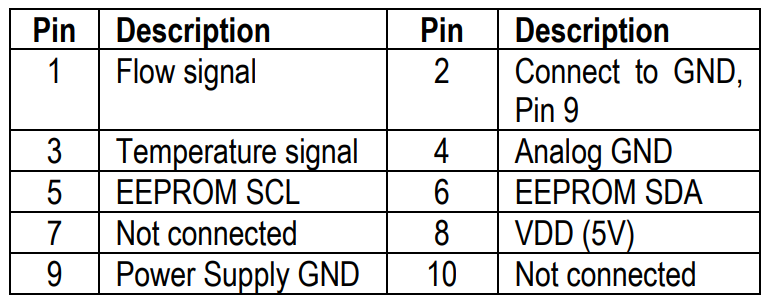 Pin Description Pin Description
1 Flow signal 2 Connect to GND,
Pin 9
3 Temperature signal 4 Analog GND
5 EEPROM SCL 6 EEPROM SDA
7 Not connected 8 VDD (5V)
9 Power Supply GND 10 Not connected